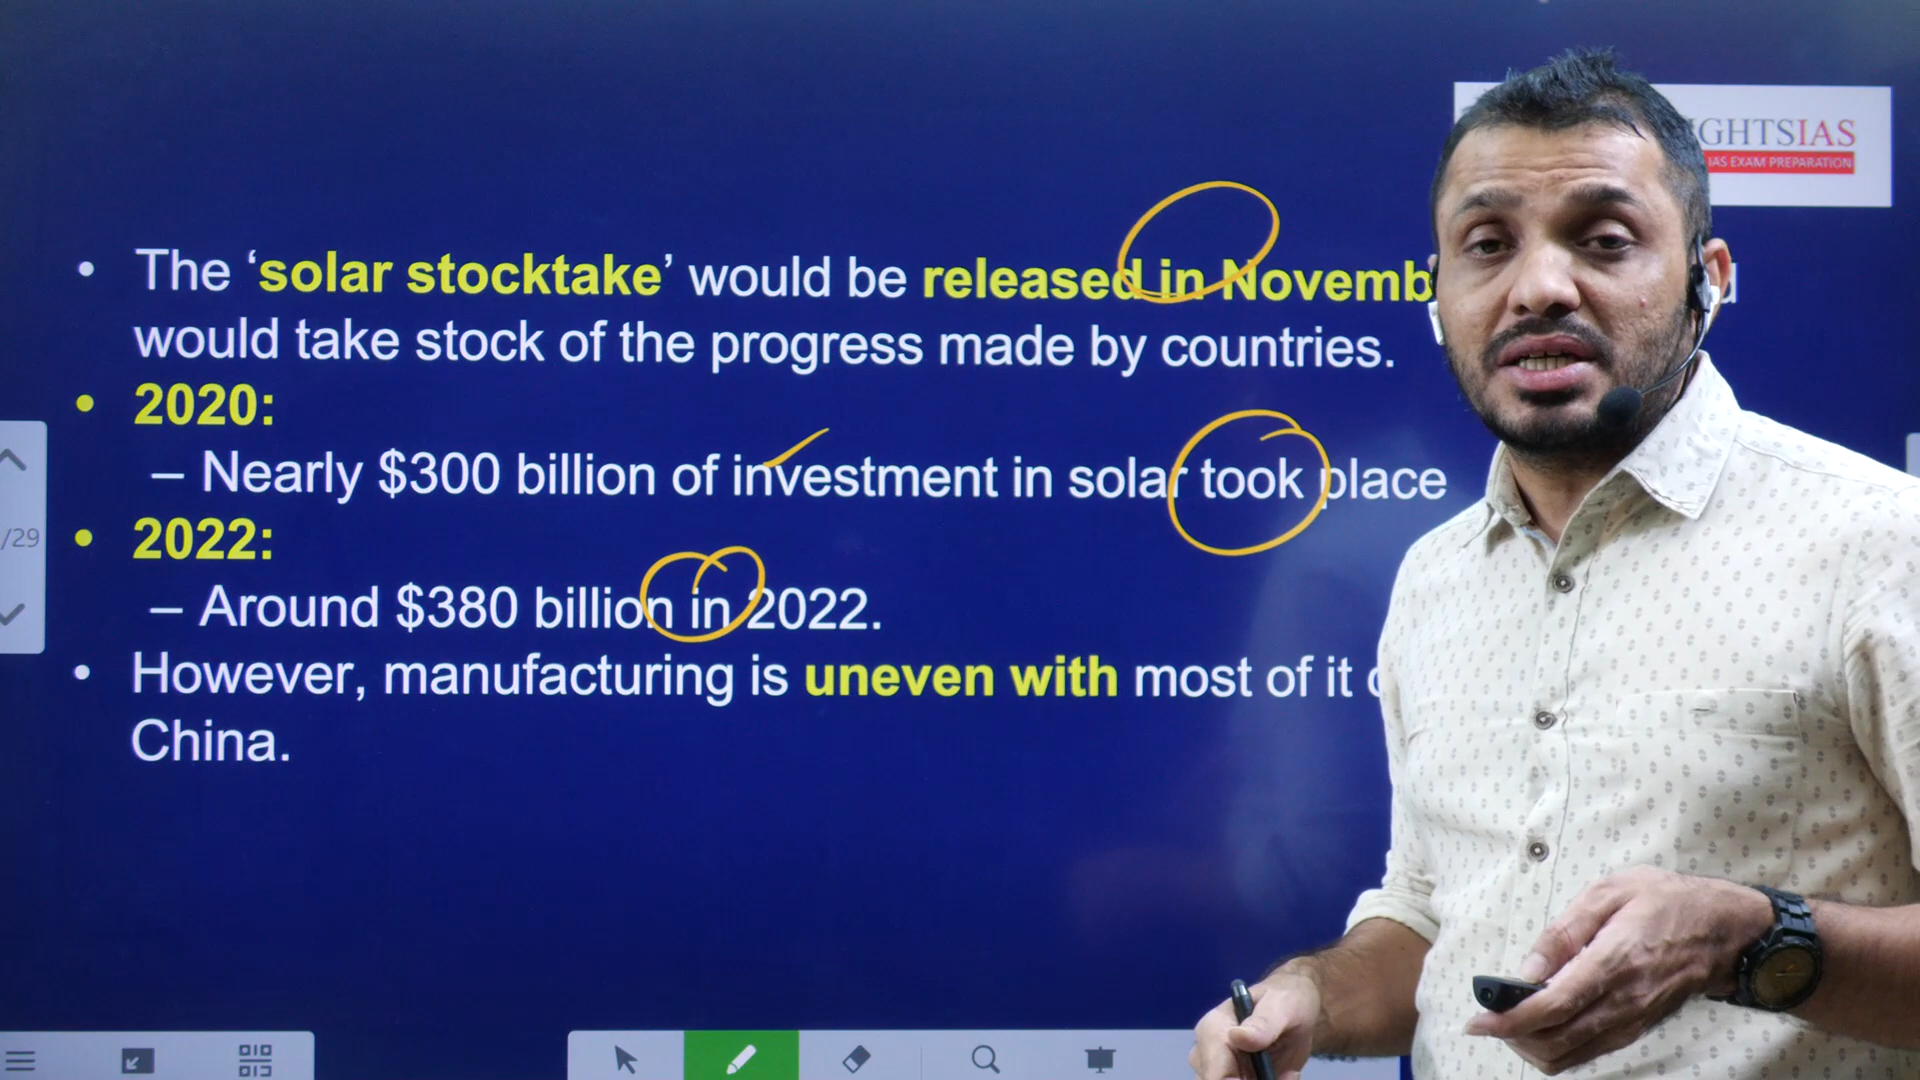 GHTSIAS
IAS EXAM PREPARATION
• The ‘solar stocktake’ would be released in Novemb
would take stock of the progress made by countries.
• 2020:
– Nearly $300 billion of investment in solar took place
• 2022:
– Around $380 billion in 2022.
• However, manufacturing is uneven with most of it
China.
/29